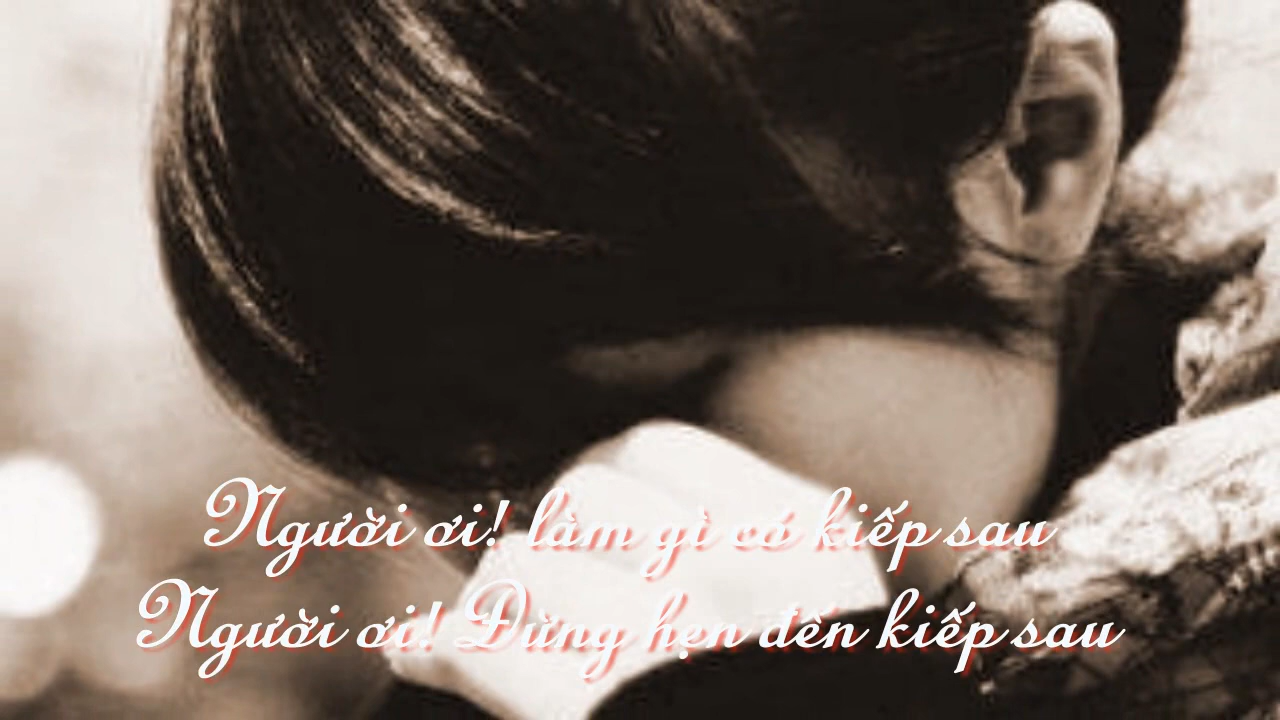 Người ơi! làm gì có kiếp sau
Người ơi! Đừng hẹn đến kiếp sau